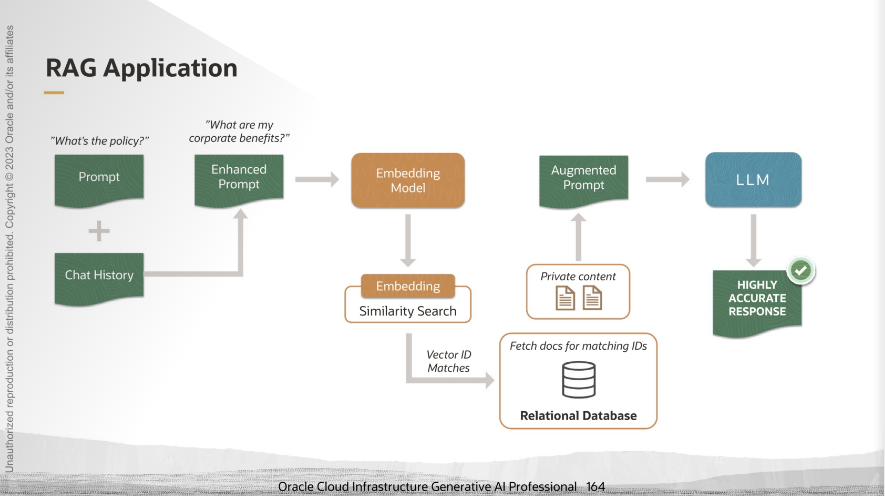 Unauthorized reproduction or distribution prohibited. Copyright © 2023 Oracle and/or its affiliates
RAG Application
"What's the policy?"
Prompt
+
Chat History
"What are my
corporate benefits?"
Enhanced
Prompt
Embedding
Model
Embedding
Similarity Search
Vector ID
Matches
Fetch docs for matching IDs
Relational Database
Private content
Augmented
Prompt
LLM
HIGHLY
ACCURATE
RESPONSE
Oracle Cloud Infrastructure Generative AI Professional 164